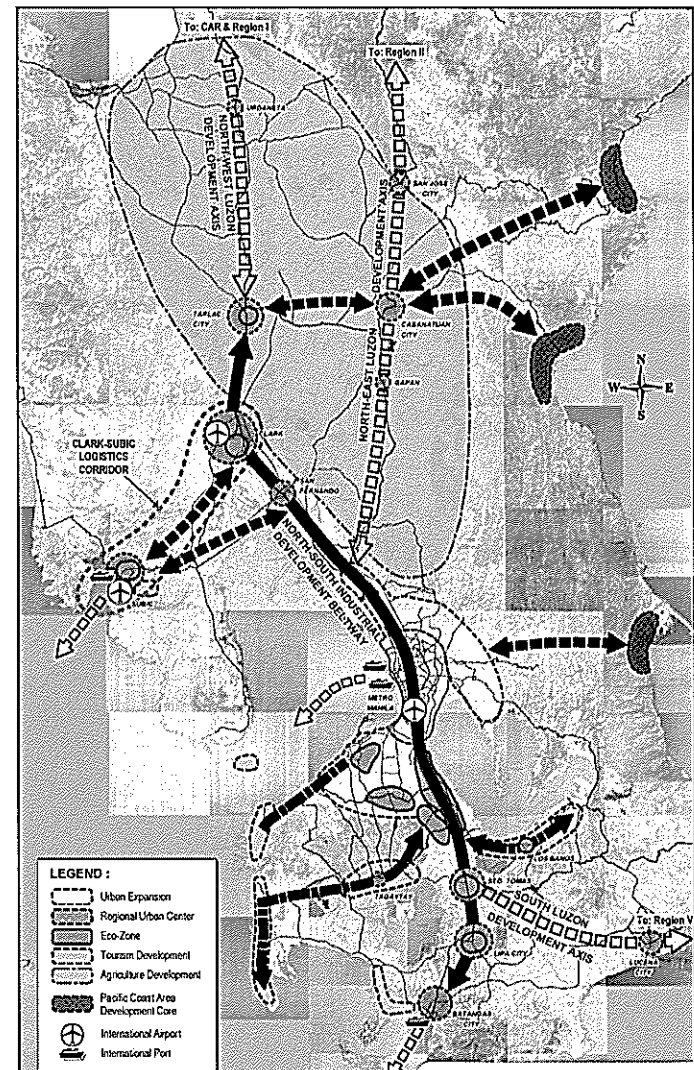 To: CAR & Region I
To: Region II
URDANETA
NORTH-WEST LUZON
DEVELOPMENT AXIS
SAN JOSE
CITY
NORTH-EAST LUZON
DEVELOPMENT AXIS
TARLAC
CITY
CABANATUAN
CITY
GAPAN
N
W
E
S
CLARK-SUBIC
LOGISTICS
CORRIDOR
CLARK
SAN
FERNANDO
NORTH-SOUTH INDUSTRIAL
DEVELOPMENT BELTWAY
SUBIC
METRO
MANILA
LOS BANOS
STO. TOMAS
TAGAYTAY
SOUTH LUZON
DEVELOPMENT AXIS
To: Region V
LIPA CITY
LUCENA
CITY
BATANGAS
CITY
LEGEND :
Urban Expansion
Regional Urban Center
Eco-Zone
Tourism Development
Agriculture Development
Pacific Coast Area
Development Core
International Airport
International Port